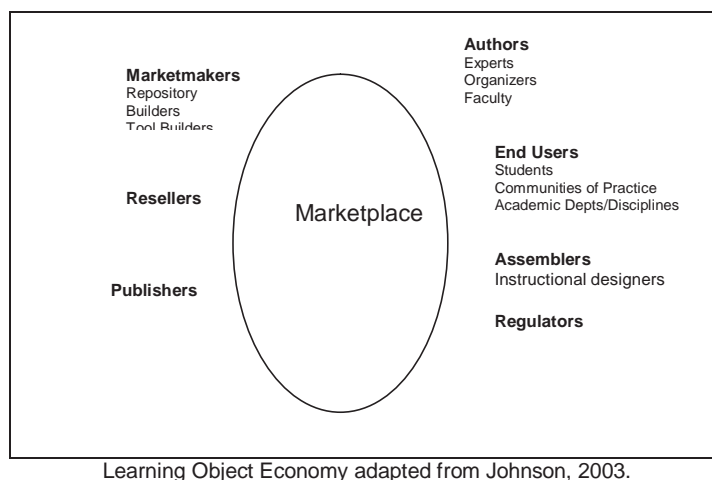 Authors
Experts
Organizers
Faculty
Marketmakers
Repository
Builders
Tool Builders
End Users
Students
Communities of Practice
Academic Depts/Disciplines
Resellers
Marketplace
Assemblers
Instructional designers
Publishers
Regulators
Learning Object Economy adapted from Johnson, 2003.